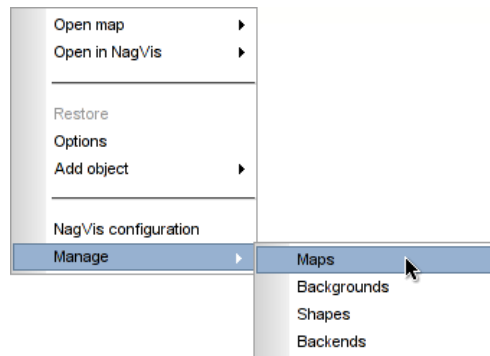 Open map
Open in NagVis
Restore
Options
Add object
NagVis configuration
Manage
Maps
Backgrounds
Shapes
Backends